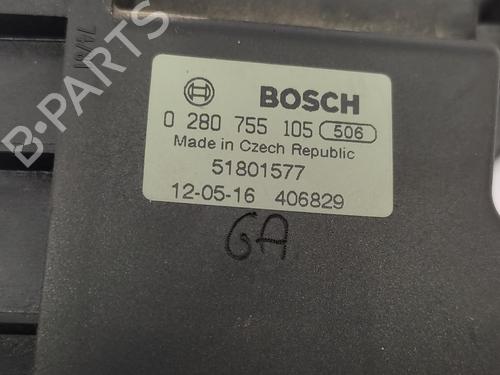 BOSCH
0 280 755 105 506
Made in Czech Republic
51801577
12-05-16 406829
GA
B-PARTS